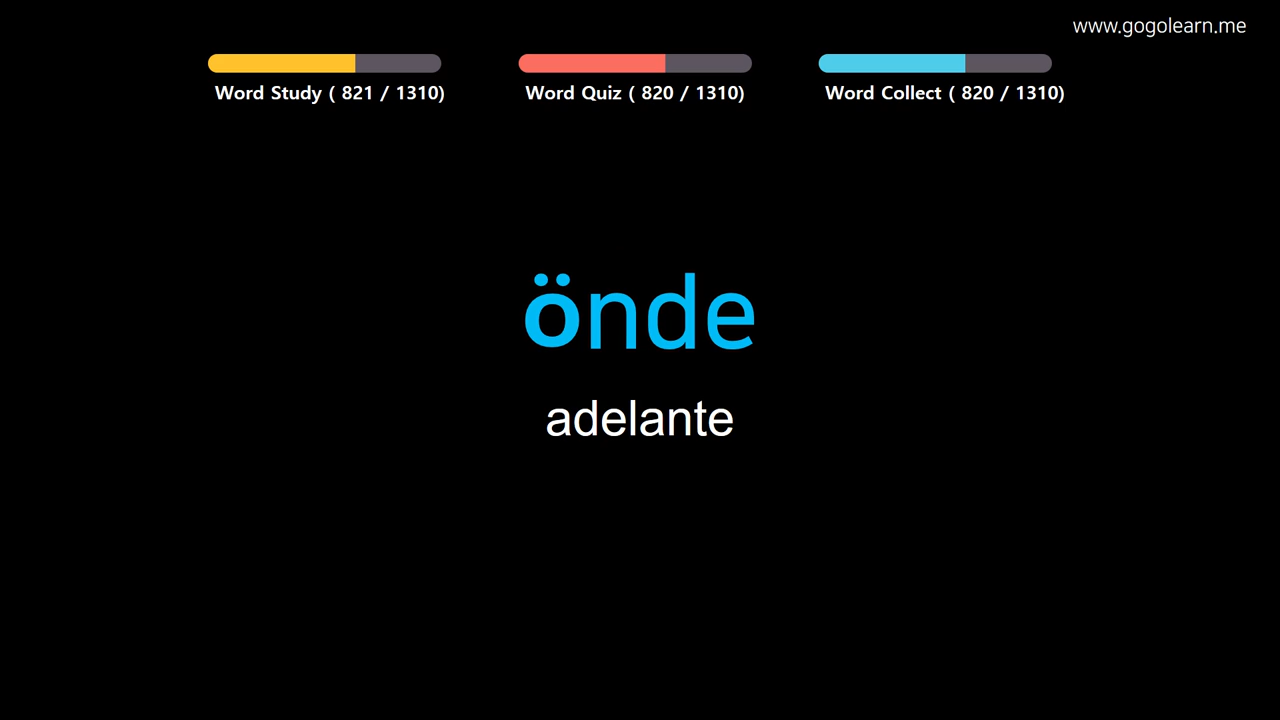 www.gogolearn.me
Word Study ( 821 / 1310)
Word Quiz ( 820 / 1310)
Word Collect ( 820 / 1310)
önde
adelante